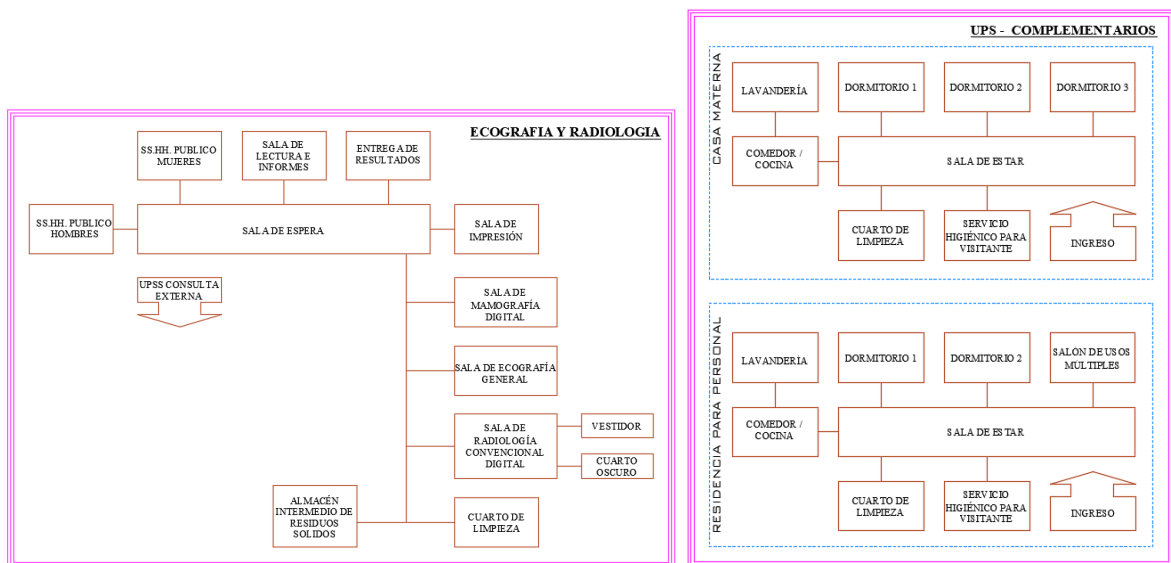 ECOGRAFIA Y RADIOLOGIA
SS.HH. PUBLICO
MUJERES
SALA DE
LECTURA E
INFORMES
ENTREGA DE
RESULTADOS
SS.HH. PUBLICO
HOMBRES
SALA DE ESPERA
SALA DE
IMPRESIÓN
UPSS CONSULTA
EXTERNA
SALA DE
MAMOGRAFÍA
DIGITAL
SALA DE ECOGRAFÍA
GENERAL
SALA DE
RADIOLOGÍA
CONVENCIONAL
DIGITAL
VESTIDOR
CUARTO
OSCURO
ALMACÉN
INTERMEDIO DE
RESIDUOS
SOLIDOS
CUARTO DE
LIMPIEZA
UPS - COMPLEMENTARIOS
CASA MATERNA
LAVANDERÍA
DORMITORIO 1
DORMITORIO 2
DORMITORIO 3
COMEDOR /
COCINA
SALA DE ESTAR
CUARTO DE
LIMPIEZA
SERVICIO
HIGIÉNICO PARA
VISITANTE
INGRESO
RESIDENCIA PARA PERSONAL
LAVANDERÍA
DORMITORIO 1
DORMITORIO 2
SALÓN DE USOS
MÚLTIPLES
COMEDOR /
COCINA
SALA DE ESTAR
CUARTO DE
LIMPIEZA
SERVICIO
HIGIÉNICO PARA
VISITANTE
INGRESO